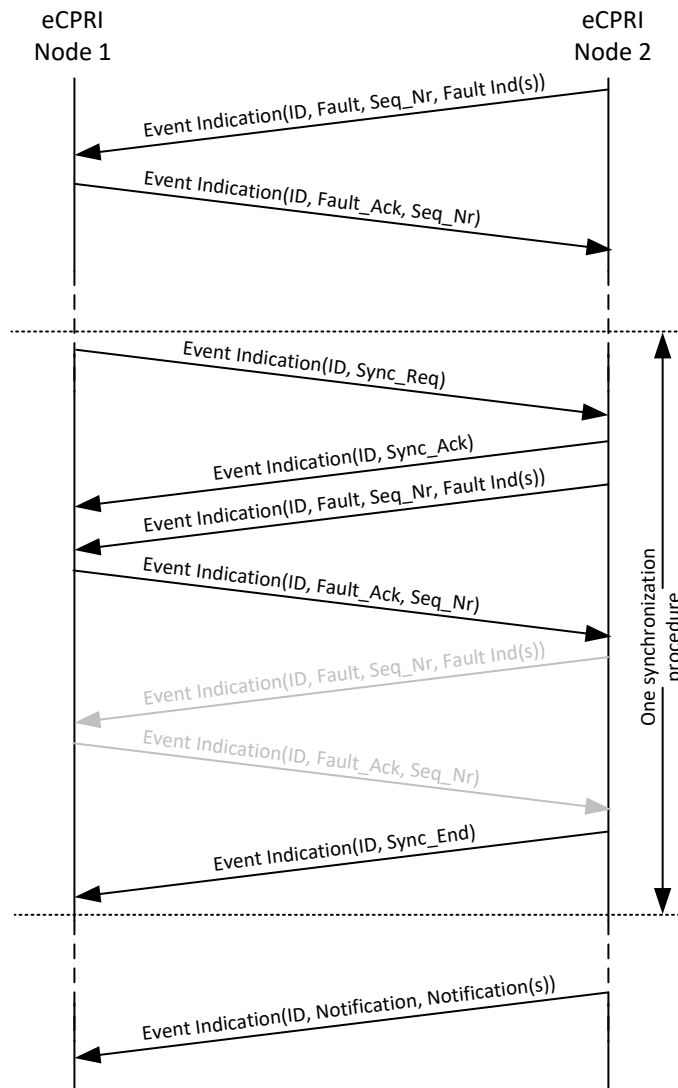 eCPRI
Node 1
eCPRI
Node 2
Event Indication(ID, Fault, Seq_Nr, Fault Ind(s))
Event Indication(ID, Fault_Ack, Seq_Nr)
Event Indication(ID, Sync_Req)
Event Indication(ID, Sync_Ack)
Event Indication(ID, Fault, Seq_Nr, Fault Ind(s))
Event Indication(ID, Fault_Ack, Seq_Nr)
Event Indication(ID, Fault, Seq_Nr, Fault Ind(s))
Event Indication(ID, Fault_Ack, Seq_Nr)
Event Indication(ID, Sync_End)
One synchronization
procedure
Event Indication(ID, Notification, Notification(s))